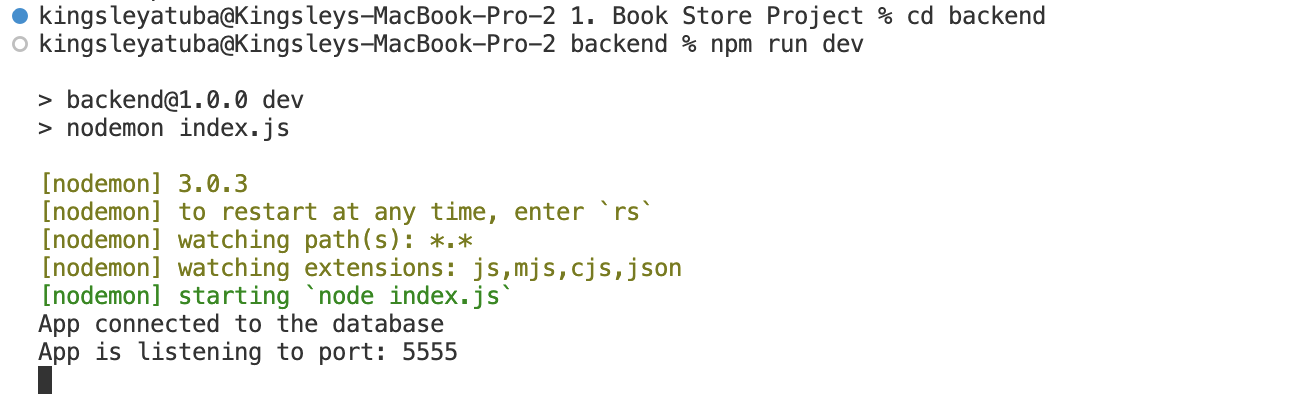 kingsleyatuba@Kingsleys-MacBook-Pro-2 1. Book Store Project % cd backend
kingsleyatuba@Kingsleys-MacBook-Pro-2 backend % npm run dev
> backend@1.0.0 dev
> nodemon index.js
[nodemon] 3.0.3
[nodemon] to restart at any time, enter `rs`
[nodemon] watching path(s): *.*
[nodemon] watching extensions: js,mjs,cjs,json
[nodemon] starting `node index.js`
App connected to the database
App is listening to port: 5555